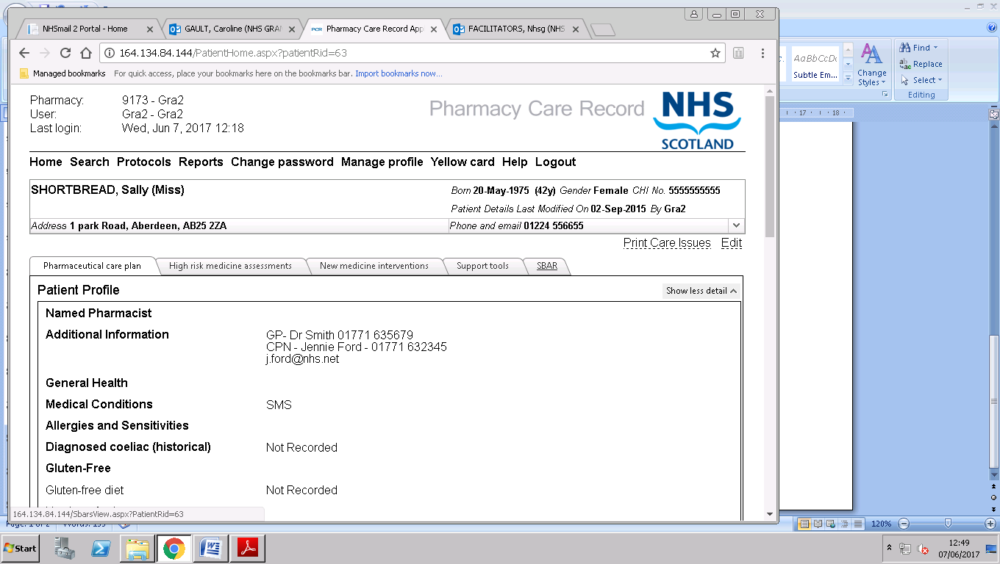 NHSmail 2 Portal - Home
GAULT, Caroline (NHS GRAN
Pharmacy Care Record App
FACILITATORS, Nhsg (NHS
164.134.84.144/PatientHome.aspx?patientRid=63
Managed bookmarks For quick access, place your bookmarks here on the bookmarks bar. Import bookmarks now...
Pharmacy: 9173 - Gra2
User: Gra2 - Gra2
Last login: Wed, Jun 7, 2017 12:18
Pharmacy Care Record
NHS
SCOTLAND
Home Search Protocols Reports Change password Manage profile Yellow card Help Logout
SHORTBREAD, Sally (Miss)
Born 20-May-1975 (42y) Gender Female CHI No. 5555555555
Patient Details Last Modified On 02-Sep-2015 By Gra2
Address 1 park Road, Aberdeen, AB25 2ZA
Phone and email 01224 556655
Print Care Issues Edit
Pharmaceutical care plan
High risk medicine assessments
New medicine interventions
Support tools
SBAR
Patient Profile
Show less detail
Named Pharmacist
Additional Information GP- Dr Smith 01771 635679
CPN - Jennie Ford - 01771 632345
j.ford@nhs.net
General Health
Medical Conditions SMS
Allergies and Sensitivities
Diagnosed coeliac (historical) Not Recorded
Gluten-Free
Gluten-free diet Not Recorded
164.134.84.144/SbarsView.aspx?PatientRid=63
AaBbCcDc
Subtle Em...
Change
Styles
Find
Replace
Select
Editing
17 18
120%
Start
12:49
07/06/2017